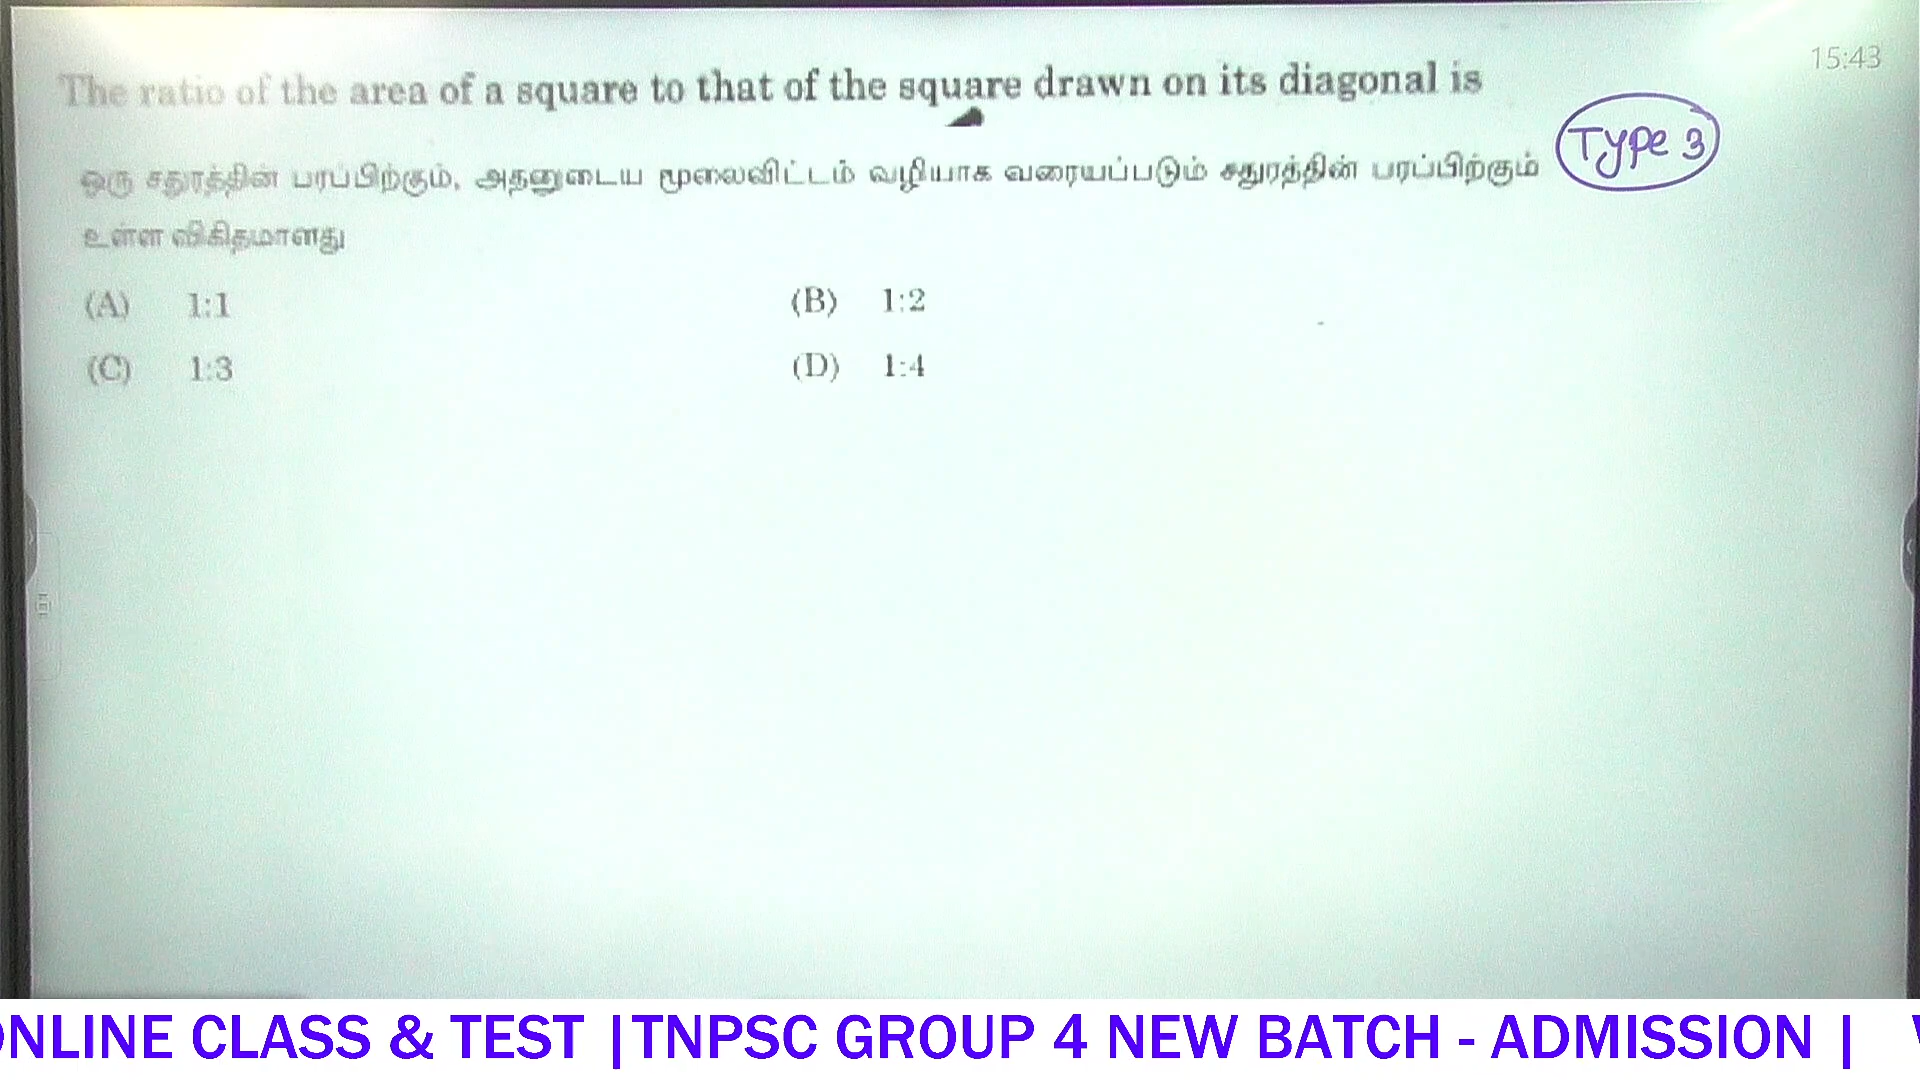 15:43
The ratio of the area of a square to that of the square drawn on its diagonal is
Type 3
ஒரு சதுரத்தின் பரப்பிற்கும், அதனுடைய மூலைவிட்டம் வழியாக வரையப்படும் சதுரத்தின் பரப்பிற்கும்
உள்ள விகிதமானது
(A) 1:1 (B) 1:2
(C) 1:3 (D) 1:4
ONLINE CLASS & TEST |TNPSC GROUP 4 NEW BATCH - ADMISSION |